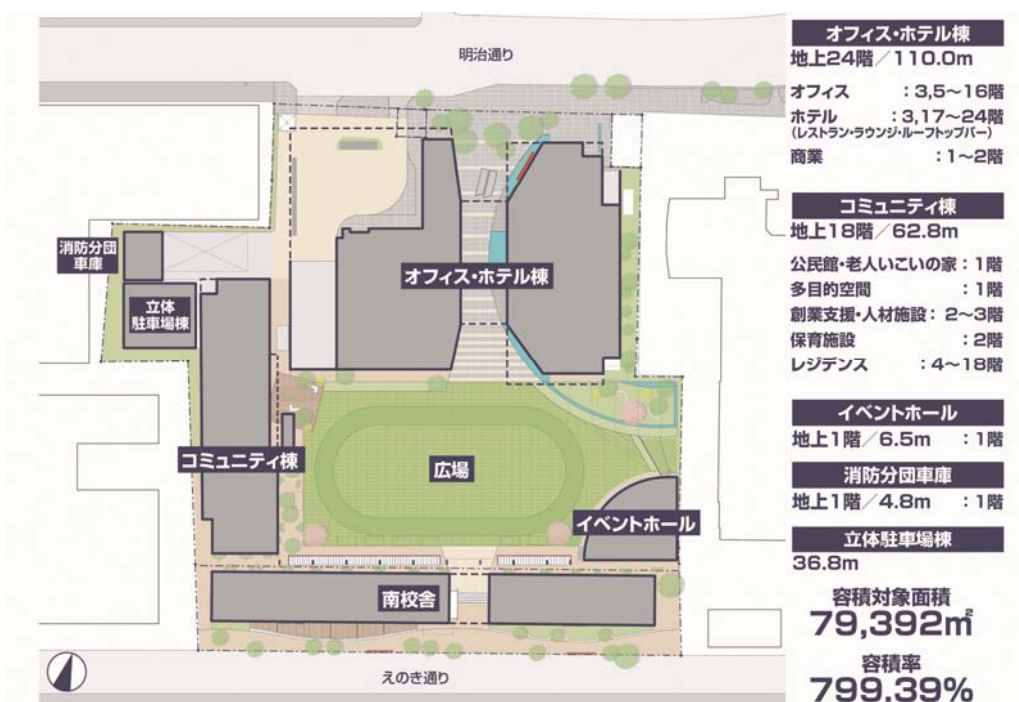 明治通り
消防分団
車庫
立体
駐車場棟
オフィス・ホテル棟
コミュニティ棟
広場
イベントホール
南校舎
えのき通り
オフィス・ホテル棟
地上24階／110.0m
オフィス ：3,5～16階
ホテル ：3,17～24階
(レストラン・ラウンジ・ルーフトップバー)
商業 ：1～2階
コミュニティ棟
地上18階／62.8m
公民館・老人いこいの家：1階
多目的空間 ：1階
創業支援・人材施設：2～3階
保育施設 ：2階
レジデンス ：4～18階
イベントホール
地上1階／6.5m ：1階
消防分団車庫
地上1階／4.8m ：1階
立体駐車場棟
36.8m
容積対象面積
79,392㎡
容積率
799.39%